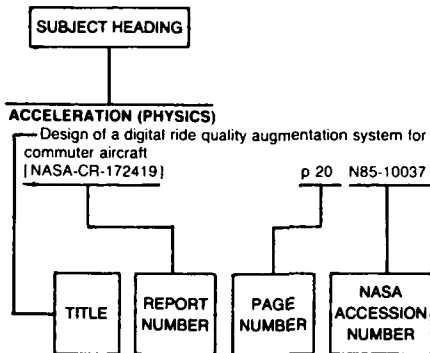 SUBJECT HEADING
ACCELERATION (PHYSICS)
Design of a digital ride quality augmentation system for
commuter aircraft
[NASA-CR-172419] p 20 N85-10037
TITLE
REPORT
NUMBER
PAGE
NUMBER
NASA
ACCESSION
NUMBER